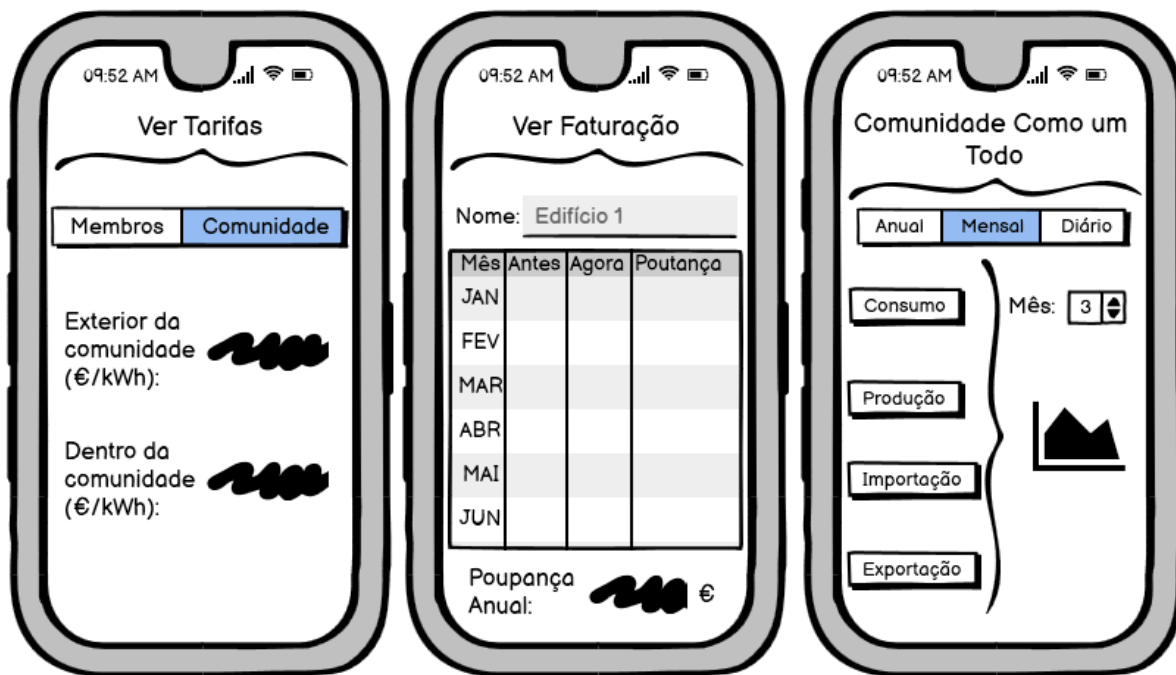 09:52 AM
Ver Tarifas
Membros Comunidade
Exterior da
comunidade
(€/kWh):
Dentro da
comunidade
(€/kWh):
09:52 AM
Ver Faturação
Nome: Edifício 1
Mês Antes Agora Poutança
JAN
FEV
MAR
ABR
MAI
JUN
Poupança
Anual: €
09:52 AM
Comunidade Como um
Todo
Anual Mensal Diário
Consumo Mês: 3
Produção
Importação
Exportação